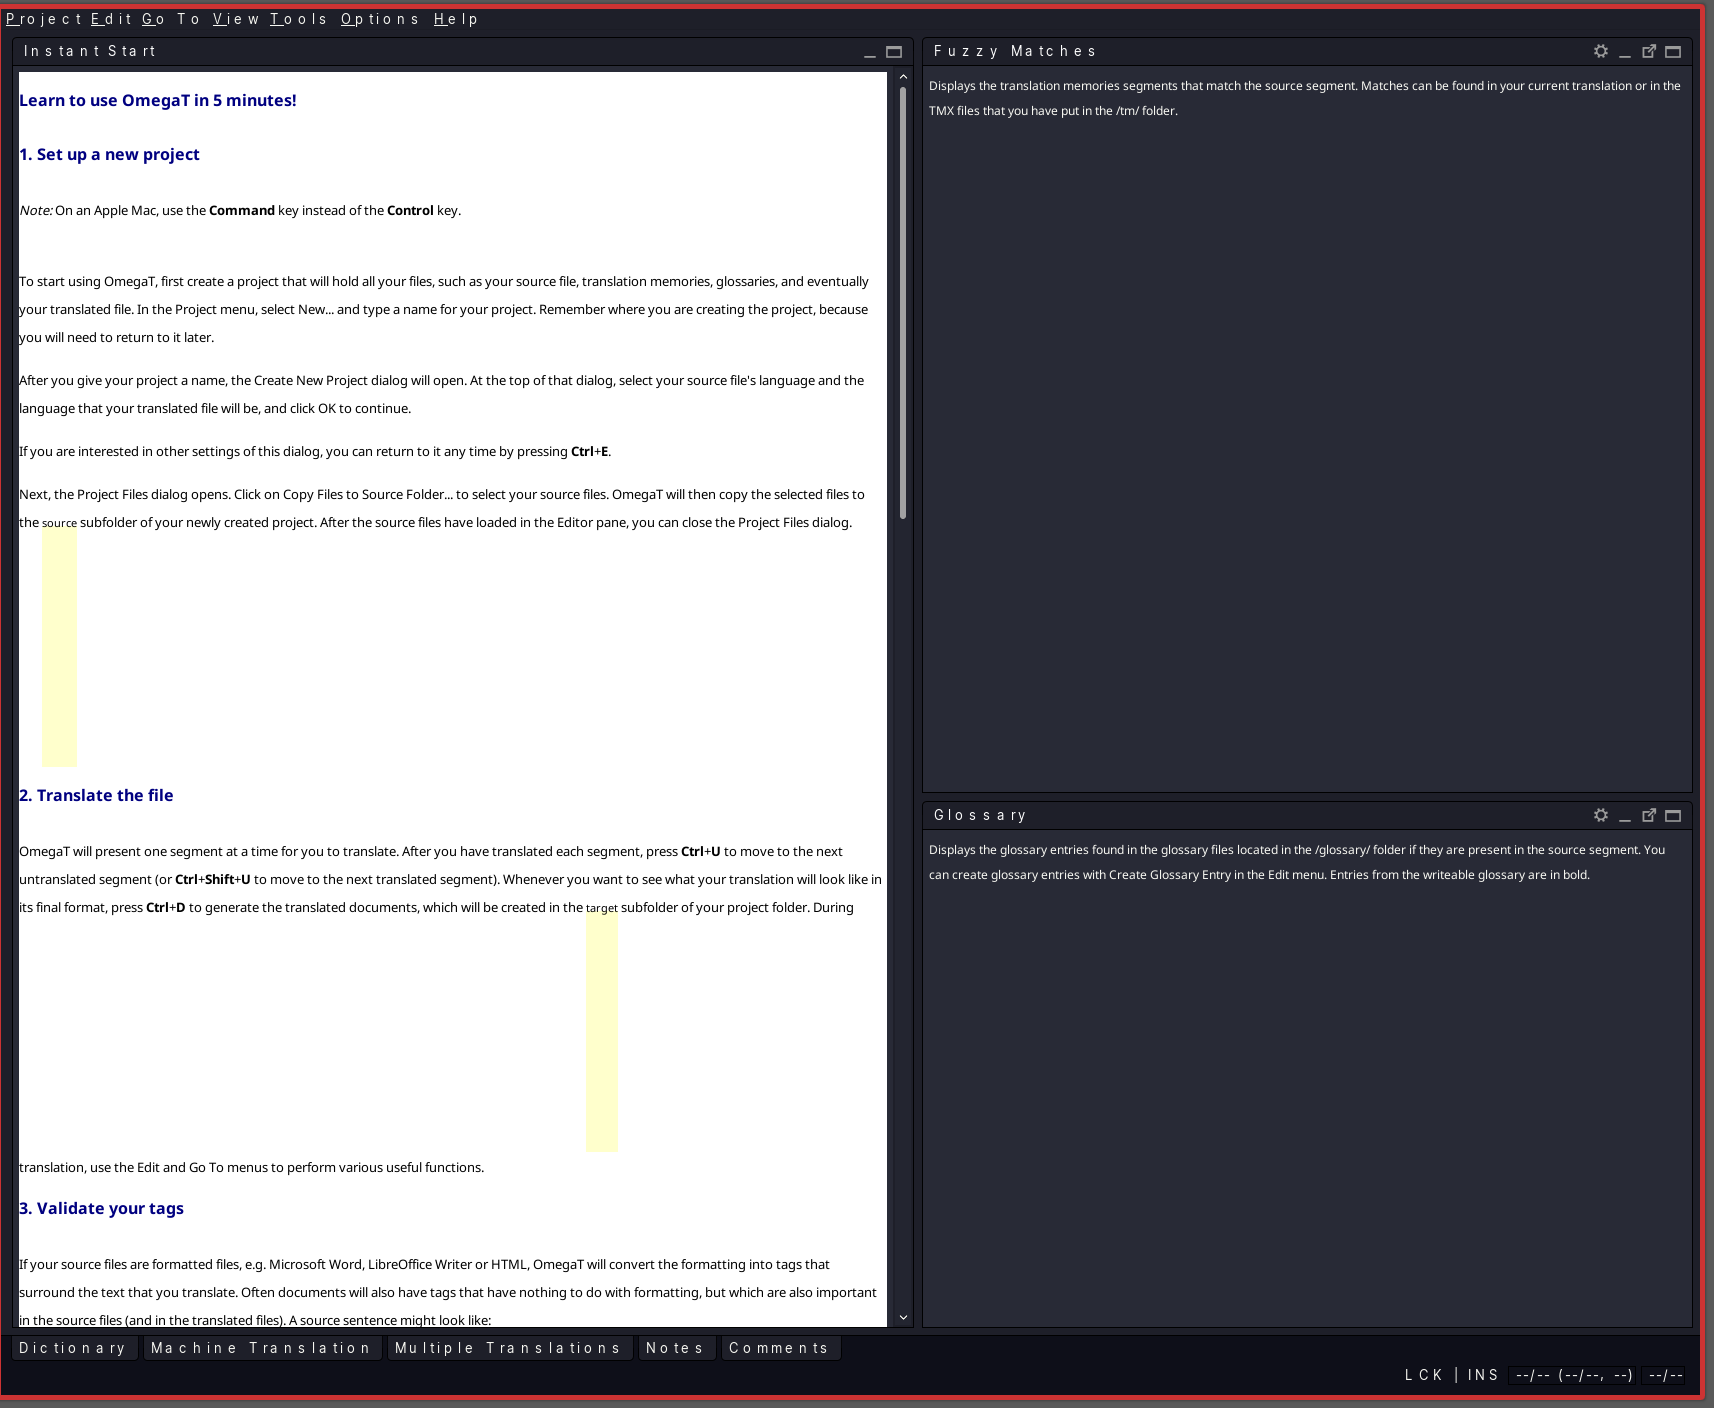 Project Edit Go To View Tools Options Help
Instant Start
Learn to use OmegaT in 5 minutes!
1. Set up a new project
Note: On an Apple Mac, use the Command key instead of the Control key.
To start using OmegaT, first create a project that will hold all your files, such as your source file, translation memories, glossaries, and eventually
your translated file. In the Project menu, select New... and type a name for your project. Remember where you are creating the project, because
you will need to return to it later.
After you give your project a name, the Create New Project dialog will open. At the top of that dialog, select your source file's language and the
language that your translated file will be, and click OK to continue.
If you are interested in other settings of this dialog, you can return to it any time by pressing Ctrl+E.
Next, the Project Files dialog opens. Click on Copy Files to Source Folder... to select your source files. OmegaT will then copy the selected files to
the source subfolder of your newly created project. After the source files have loaded in the Editor pane, you can close the Project Files dialog.
2. Translate the file
OmegaT will present one segment at a time for you to translate. After you have translated each segment, press Ctrl+U to move to the next
untranslated segment (or Ctrl+Shift+U to move to the next translated segment). Whenever you want to see what your translation will look like in
its final format, press Ctrl+D to generate the translated documents, which will be created in the target subfolder of your project folder. During
translation, use the Edit and Go To menus to perform various useful functions.
3. Validate your tags
If your source files are formatted files, e.g. Microsoft Word, LibreOffice Writer or HTML, OmegaT will convert the formatting into tags that
surround the text that you translate. Often documents will also have tags that have nothing to do with formatting, but which are also important
in the source files (and in the translated files). A source sentence might look like:
Fuzzy Matches
Displays the translation memories segments that match the source segment. Matches can be found in your current translation or in the
TMX files that you have put in the /tm/ folder.
Glossary
Displays the glossary entries found in the glossary files located in the /glossary/ folder if they are present in the source segment. You
can create glossary entries with Create Glossary Entry in the Edit menu. Entries from the writeable glossary are in bold.
Dictionary Machine Translation Multiple Translations Notes Comments
LCK | INS --/-- (--/--, --) --/--